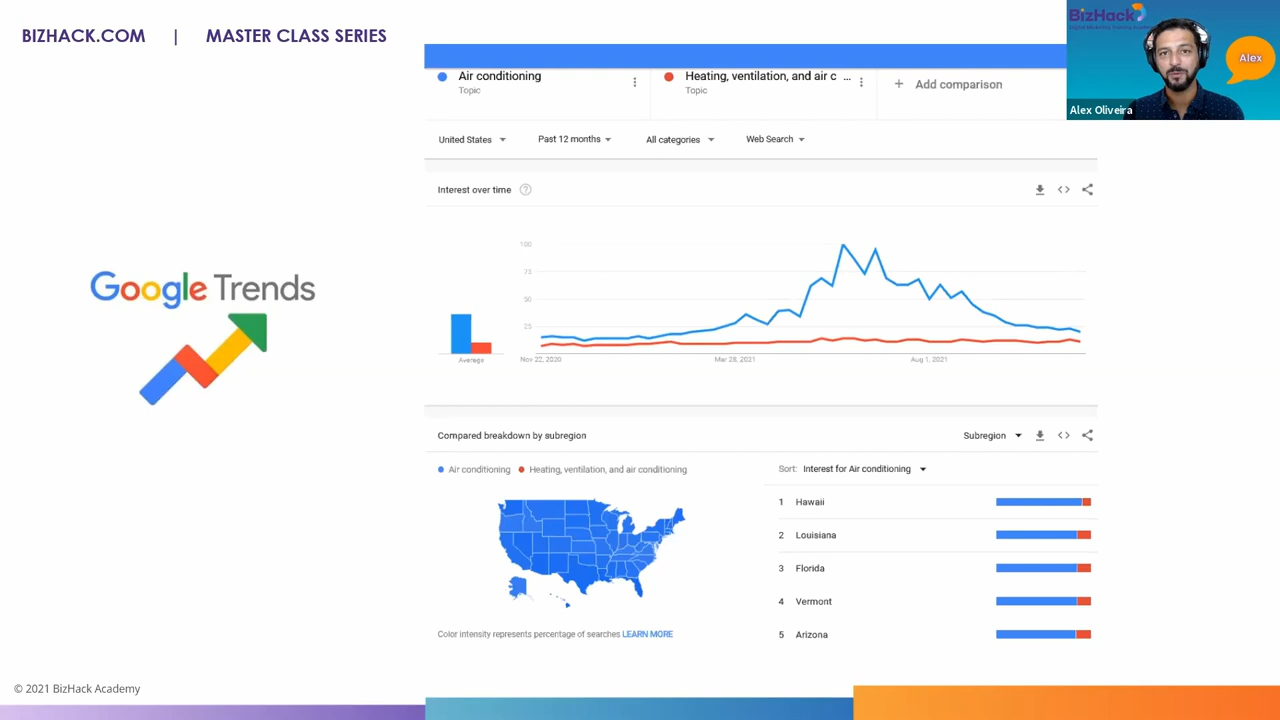 BIZHACK.COM | MASTER CLASS SERIES
BizHack
Alex
Alex Oliveira
Air conditioning
Topic
Heating, ventilation, and air c ...
Topic
+ Add comparison
United States
Past 12 months
All categories
Web Search
Interest over time ?
100
75
50
25
Average
Nov 22, 2020
Mar 28, 2021
Aug 1, 2021
Google Trends
Compared breakdown by subregion
Subregion
Air conditioning
Heating, ventilation, and air conditioning
Sort: Interest for Air conditioning
1 Hawaii
2 Louisiana
3 Florida
4 Vermont
5 Arizona
Color intensity represents percentage of searches LEARN MORE
© 2021 BizHack Academy